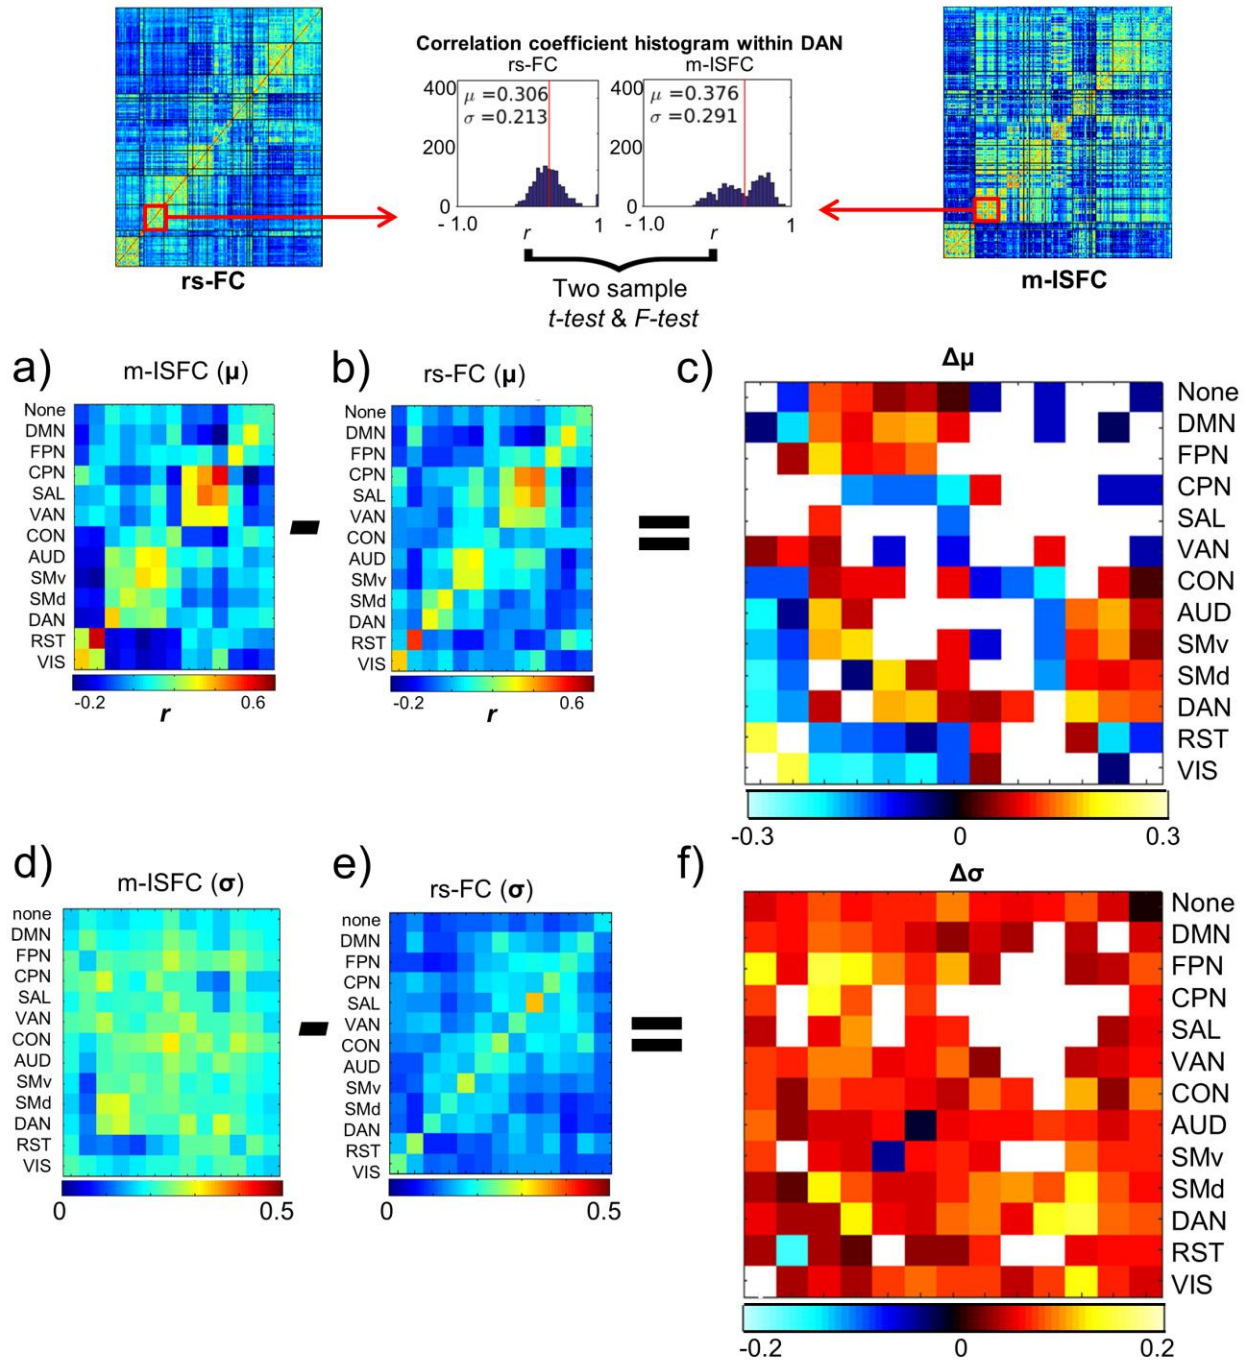 Correlation coefficient histogram within DAN
rs-FC
m-ISFC
400
200
0
-1.0
r
1
μ =0.306
σ =0.213
400
200
0
-1.0
r
1
μ =0.376
σ =0.291
rs-FC
m-ISFC
Two sample
t-test & F-test
a)
m-ISFC (μ)
None
DMN
FPN
CPN
SAL
VAN
CON
AUD
SMv
SMd
DAN
RST
VIS
-0.2
0.6
r
b)
rs-FC (μ)
None
DMN
FPN
CPN
SAL
VAN
CON
AUD
SMv
SMd
DAN
RST
VIS
-0.2
0.6
r
c)
Δμ
None
DMN
FPN
CPN
SAL
VAN
CON
AUD
SMv
SMd
DAN
RST
VIS
-0.3
0
0.3
d)
m-ISFC (σ)
none
DMN
FPN
CPN
SAL
VAN
CON
AUD
SMv
SMd
DAN
RST
VIS
0
0.5
e)
rs-FC (σ)
none
DMN
FPN
CPN
SAL
VAN
CON
AUD
SMv
SMd
DAN
RST
VIS
0
0.5
f)
Δσ
None
DMN
FPN
CPN
SAL
VAN
CON
AUD
SMv
SMd
DAN
RST
VIS
-0.2
0
0.2